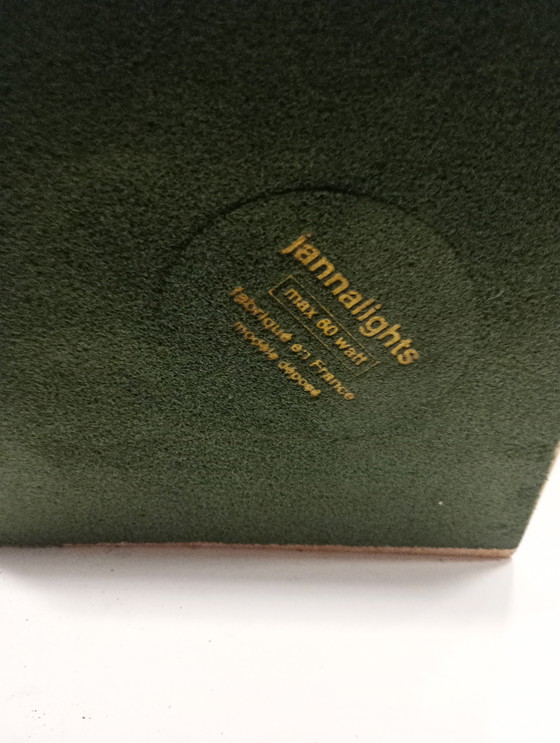 jannalights
max 60 watt
fabriqué en France
modèle déposé